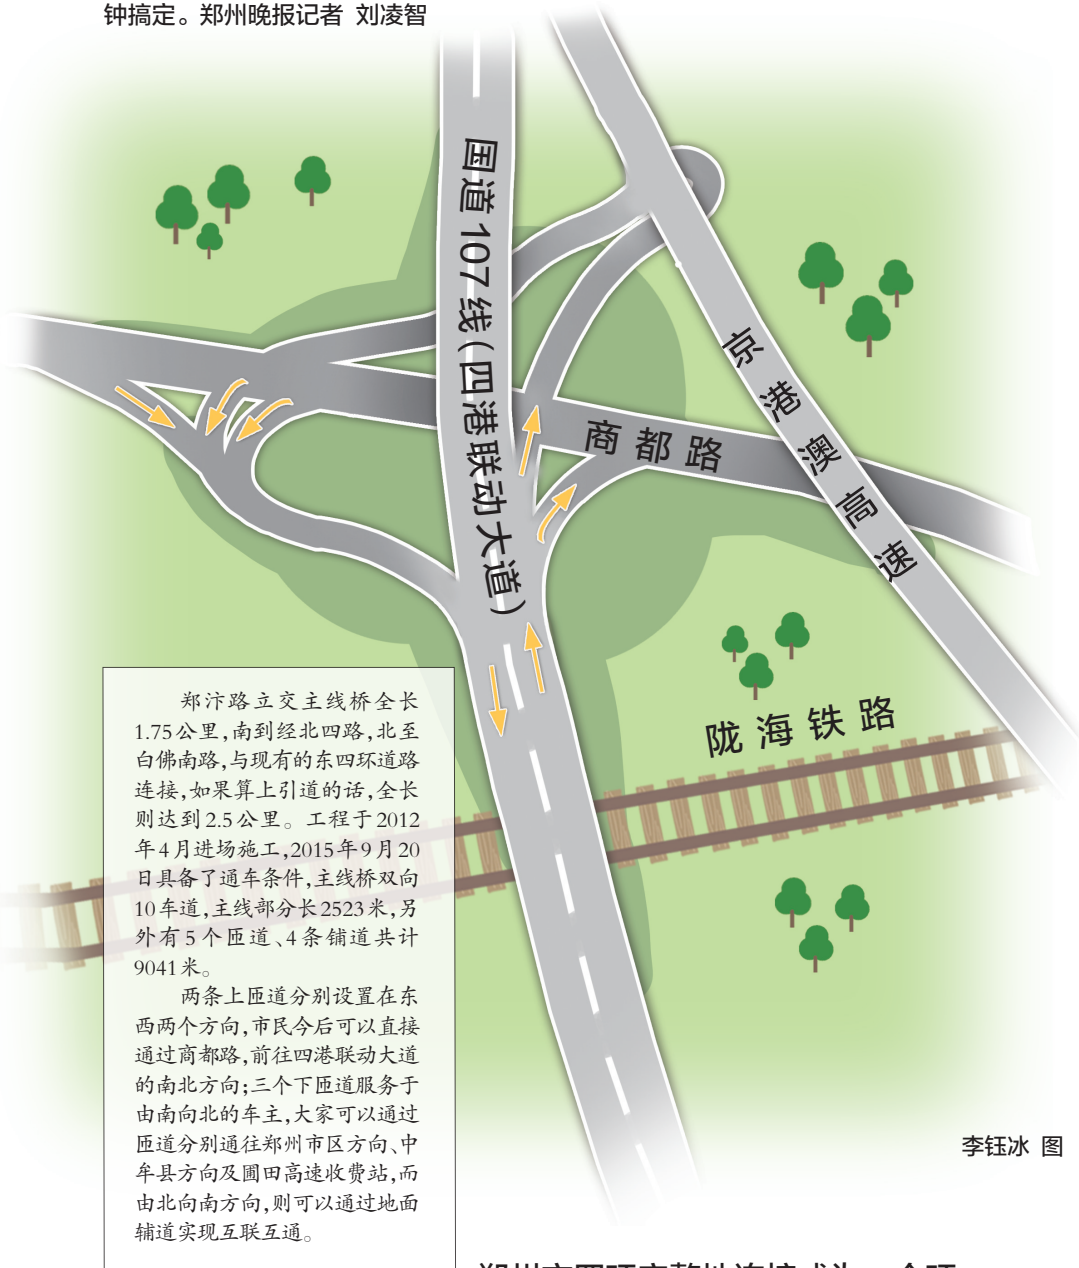 钟搞定。郑州晚报记者 刘凌智
国道107线(四港联动大道)
京港澳高速
商都路
陇海铁路
郑汴路立交主线桥全长
1.75公里,南到经北四路,北至
白佛南路,与现有的东四环道路
连接,如果算上引道的话,全长
则达到2.5公里。工程于2012
年4月进场施工,2015年9月20
日具备了通车条件,主线桥双向
10车道,主线部分长2523米,另
外有5个匝道、4条铺道共计
9041米。
两条上匝道分别设置在东
西两个方向,市民今后可以直接
通过商都路,前往四港联动大道
的南北方向;三个下匝道服务于
由南向北的车主,大家可以通过
匝道分别通往郑州市区方向、中
牟县方向及圃田高速收费站,而
由北向南方向,则可以通过地面
辅道实现互联互通。
李钰冰 图